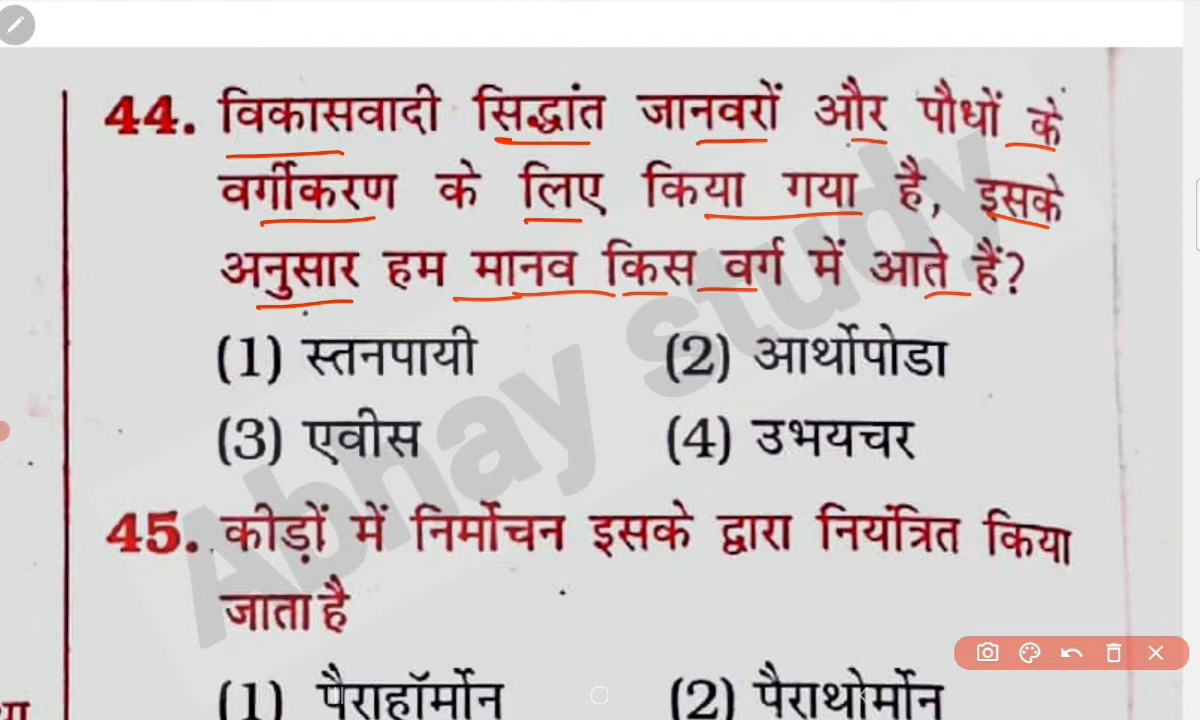 44. विकासवादी सिद्धांत जानवरों और पौधों के
वर्गीकरण के लिए किया गया है, इसके
अनुसार हम मानव किस वर्ग में आते हैं?
(1) स्तनपायी (2) आर्थोपोडा
(3) एवीस (4) उभयचर
45. कीड़ों में निर्मोचन इसके द्वारा नियंत्रित किया
जाता है
(1) पैराहॉर्मोन (2) पैराथोर्मोन
Abhay study